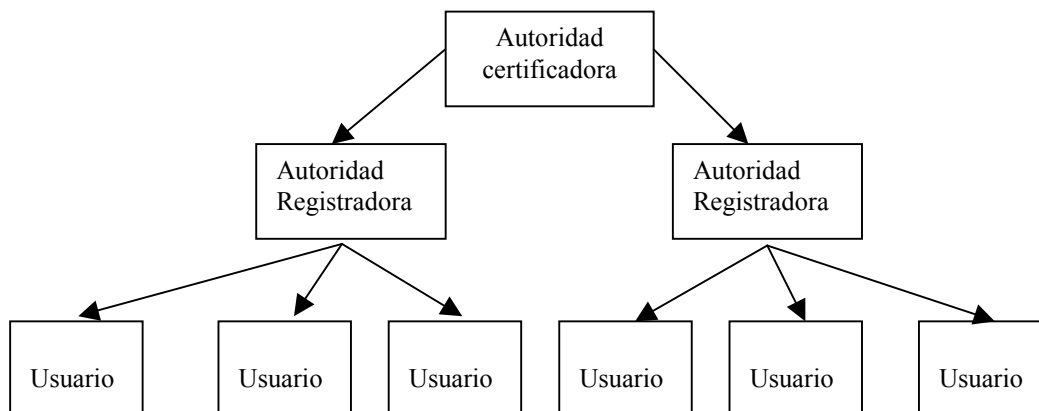 Autoridad
certificadora
Autoridad
Registradora
Autoridad
Registradora
Usuario
Usuario
Usuario
Usuario
Usuario
Usuario